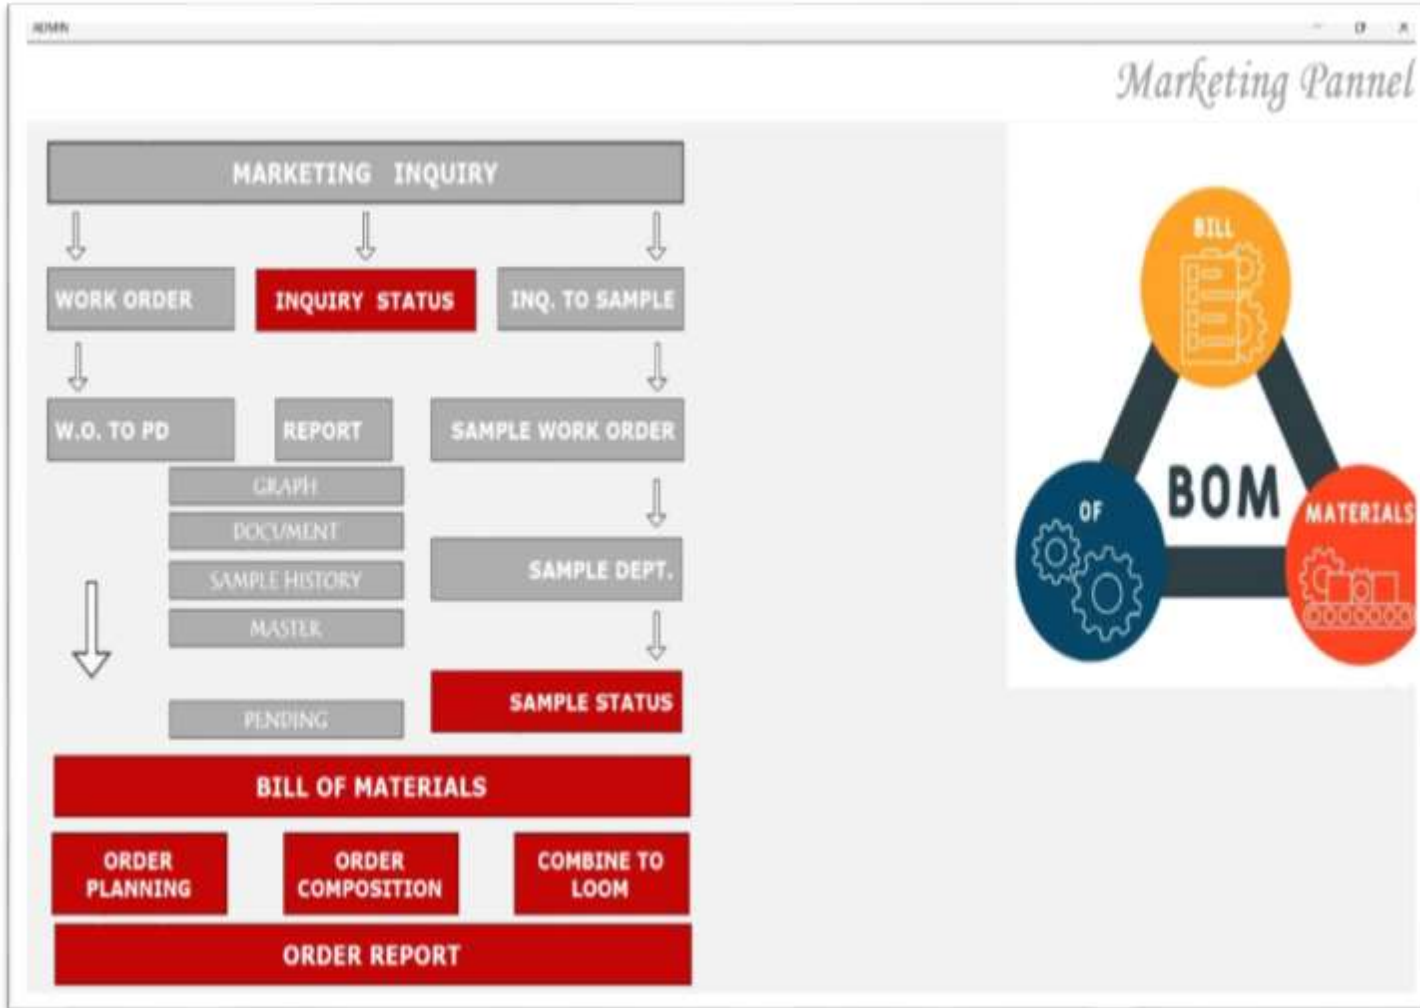 ADMIN
Marketing Pannel
MARKETING INQUIRY
WORK ORDER
INQUIRY STATUS
INQ. TO SAMPLE
W.O. TO PD
REPORT
SAMPLE WORK ORDER
GRAPH
DOCUMENT
SAMPLE HISTORY
MASTER
SAMPLE DEPT.
SAMPLE STATUS
PENDING
BILL OF MATERIALS
ORDER
PLANNING
ORDER
COMPOSITION
COMBINE TO
LOOM
ORDER REPORT
BILL
OF
BOM
MATERIALS